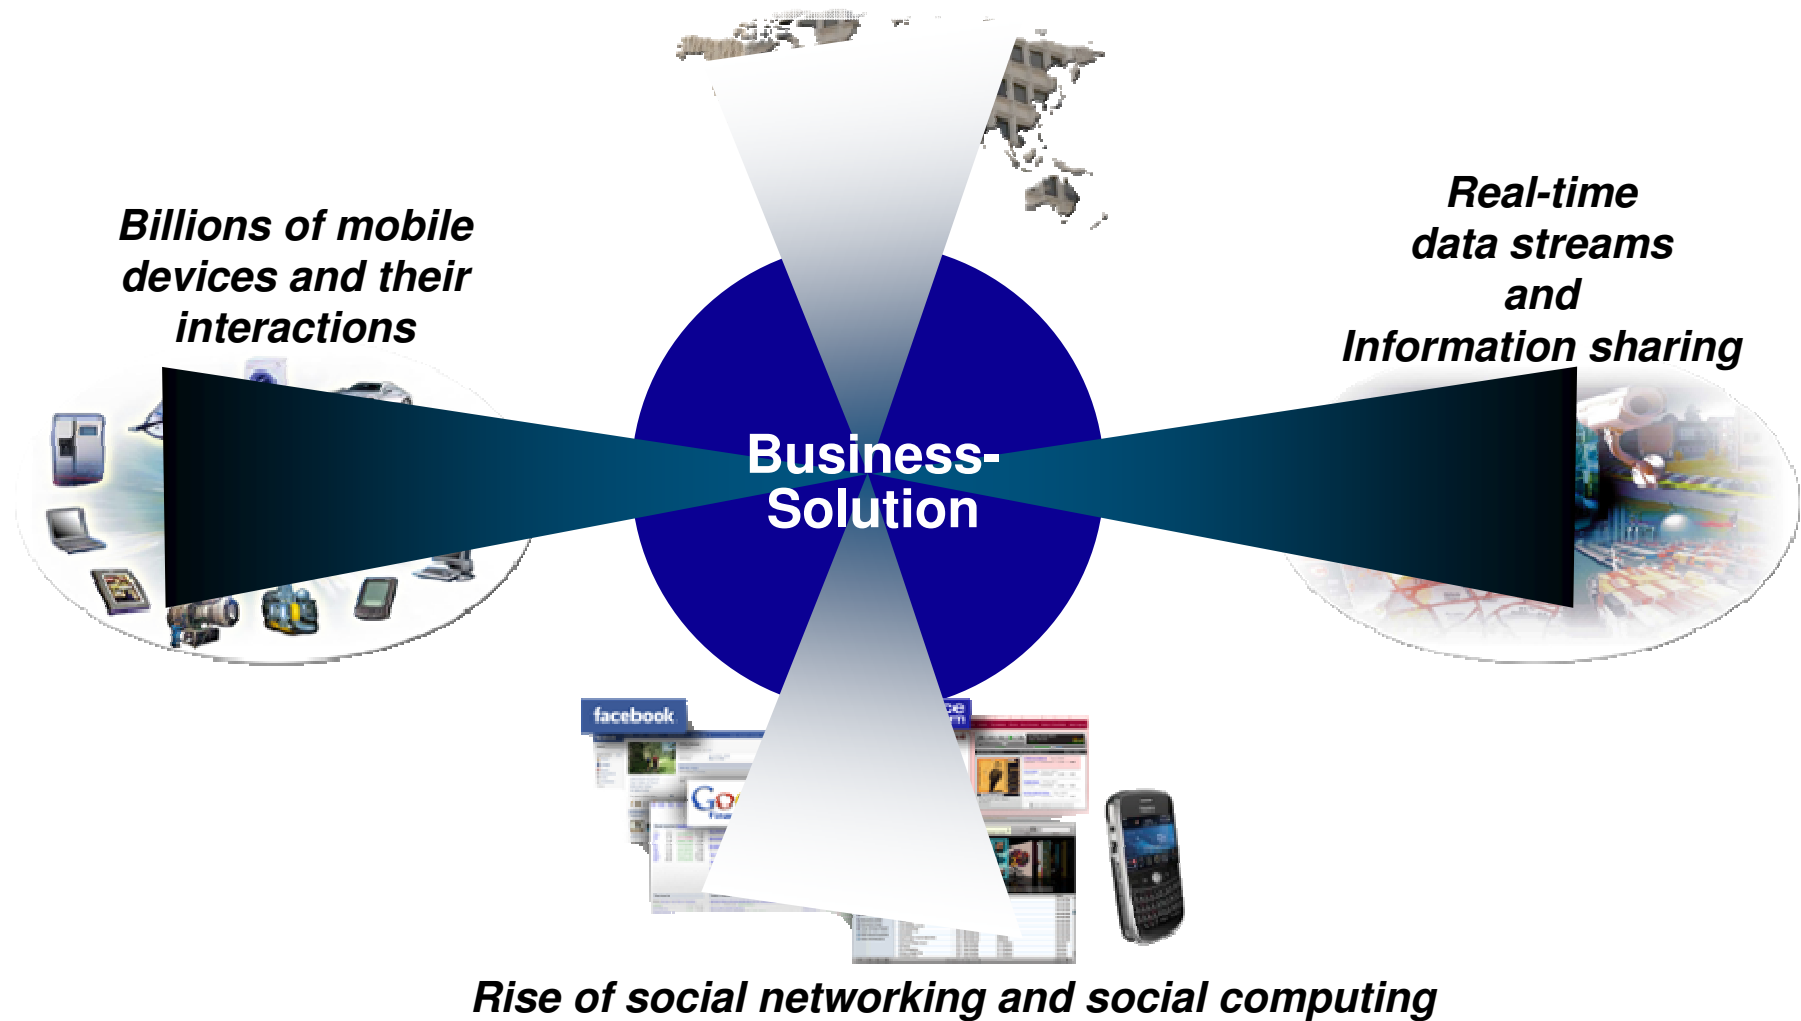 Billions of mobile
devices and their
interactions
Real-time
data streams
and
Information sharing
Business-
Solution
facebook
Rise of social networking and social computing